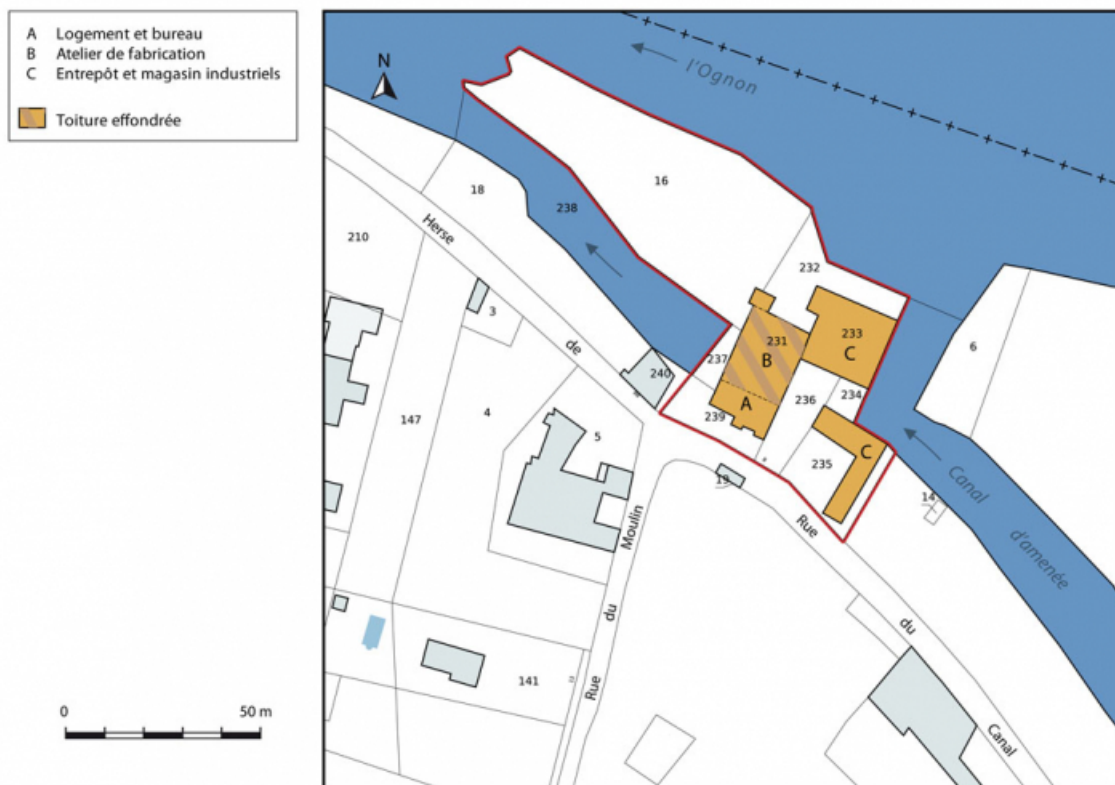 A Logement et bureau
B Atelier de fabrication
C Entrepôt et magasin industriels
Toiture effondrée
N
l'Ognon
16
18
238
210
Herse
232
3
233
231
6
de
240
237
B
C
234
147
4
A
236
239
5
C
235
19
14
Canal
Rue
Moulin
d'amenée
du
du
141
Rue
Canal
0 50 m